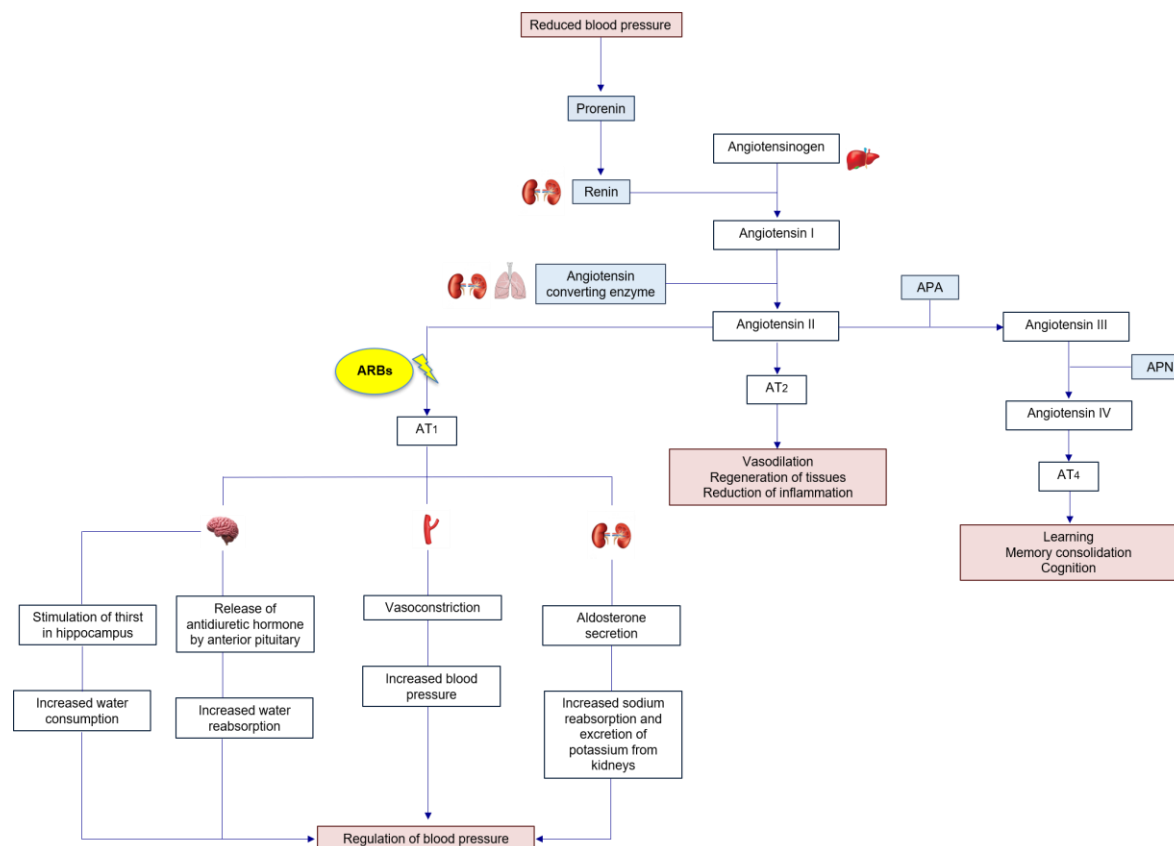 Reduced blood pressure
Prorenin
Angiotensinogen
Renin
Angiotensin I
Angiotensin
converting enzyme
APA
Angiotensin II
Angiotensin III
ARBs
APN
AT2
AT1
Angiotensin IV
Vasodilation
Regeneration of tissues
Reduction of inflammation
AT4
Learning
Memory consolidation
Cognition
Stimulation of thirst
in hippocampus
Release of
antidiuretic hormone
by anterior pituitary
Vasoconstriction
Aldosterone
secretion
Increased water
consumption
Increased water
reabsorption
Increased blood
pressure
Increased sodium
reabsorption and
excretion of
potassium from
kidneys
Regulation of blood pressure